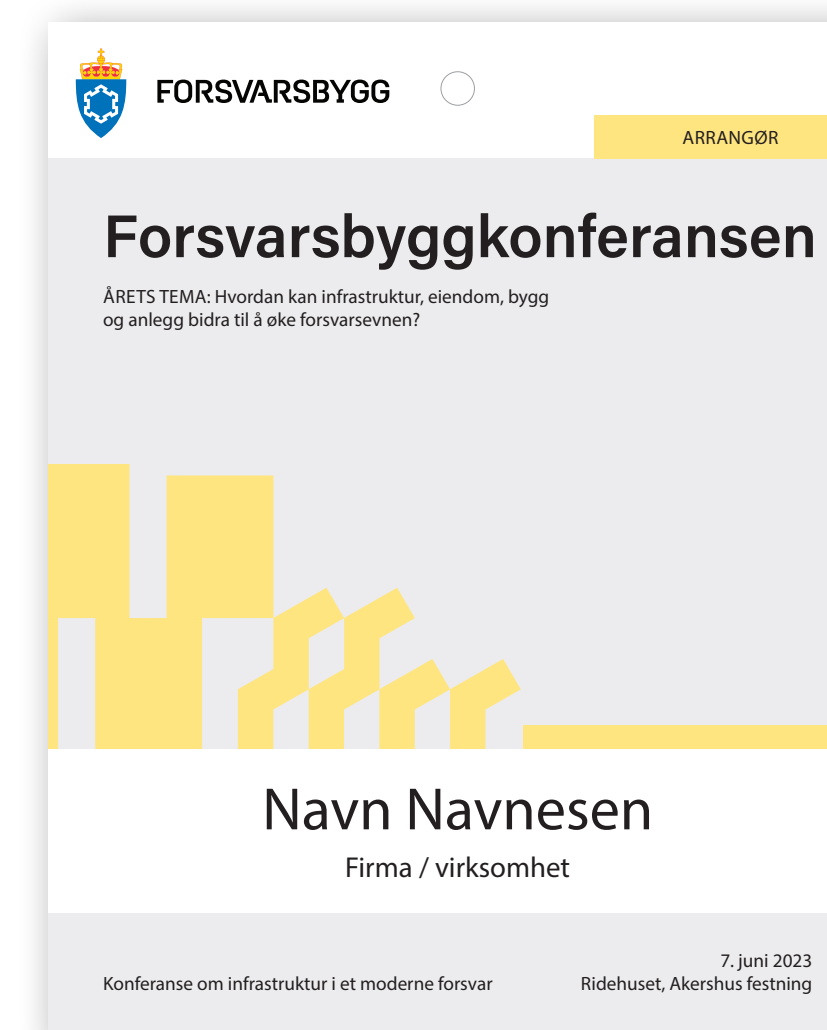 FORSVARSBYGG
ARRANGØR
Forsvarsbyggkonferansen
ÅRETS TEMA: Hvordan kan infrastruktur, eiendom, bygg
og anlegg bidra til å øke forsvarsevnen?
Navn Navnesen
Firma / virksomhet
7. juni 2023
Konferanse om infrastruktur i et moderne forsvar
Ridehuset, Akershus festning